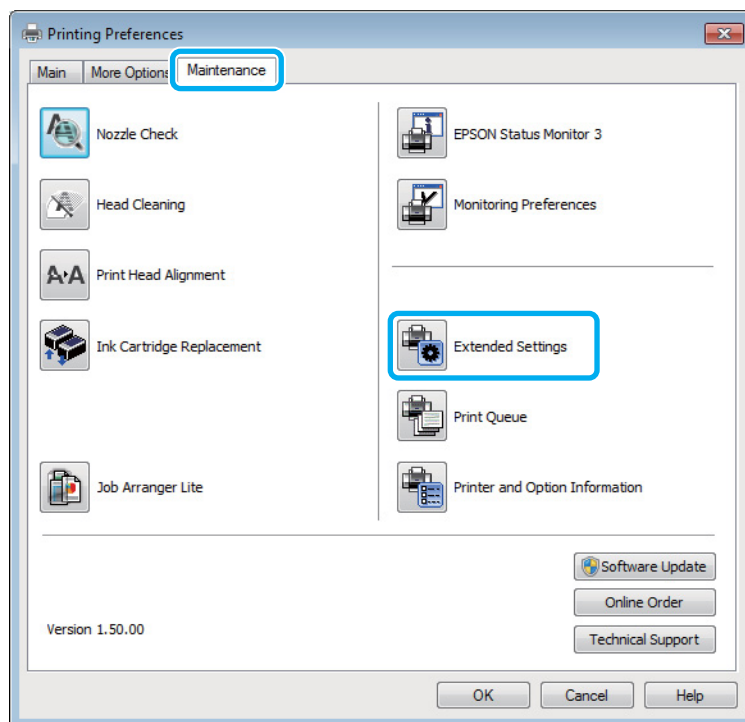 Printing Preferences
Main
More Options
Maintenance
Nozzle Check
EPSON Status Monitor 3
Head Cleaning
Monitoring Preferences
A▸A
Print Head Alignment
Ink Cartridge Replacement
Extended Settings
Print Queue
Job Arranger Lite
Printer and Option Information
Software Update
Online Order
Version 1.50.00
Technical Support
OK
Cancel
Help